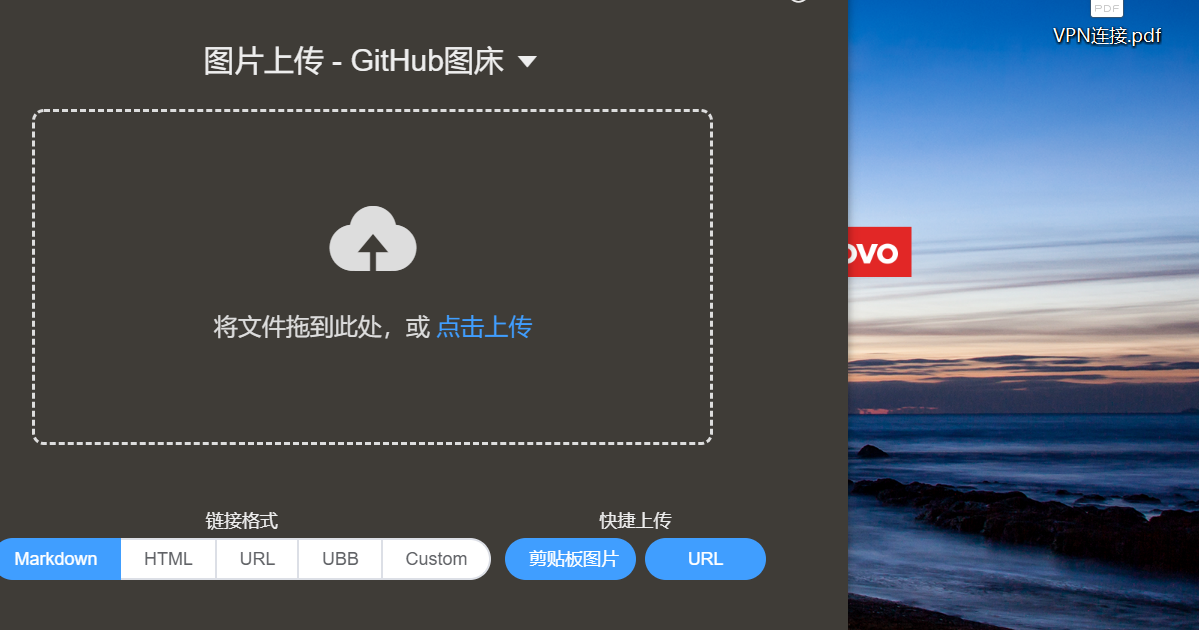 PDF
VPN连接.pdf
图片上传 - GitHub图床
ovo
将文件拖到此处，或 点击上传
链接格式
快捷上传
Markdown
HTML
URL
UBB
Custom
剪贴板图片
URL